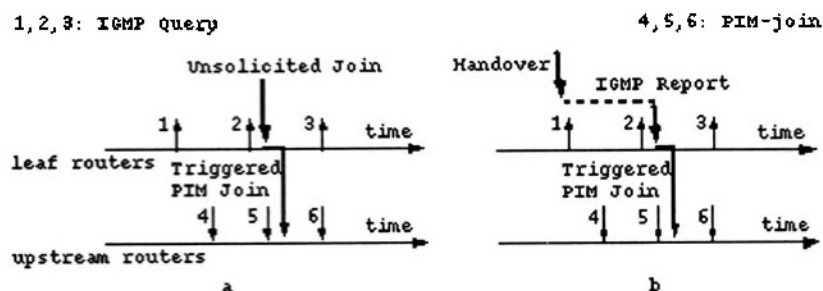 1,2,3: IGMP Query
4,5,6: PIM-join
Unsolicited Join
Handover
IGMP Report
1 2 3 time
1 2 3 time
leaf routers
Triggered
PIM Join
Triggered
PIM Join
4 5 6 time
4 5 6 time
upstream routers
a
b